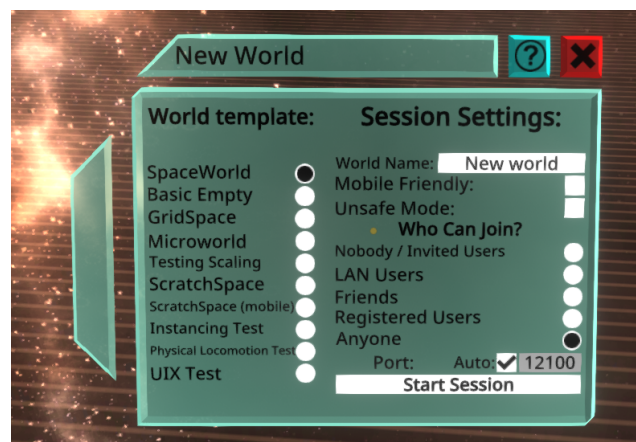 New World
?
World template:
SpaceWorld
Basic Empty
GridSpace
Microworld
Testing Scaling
ScratchSpace
ScratchSpace (mobile)
Instancing Test
Physical Locomotion Test
UIX Test
Session Settings:
World Name: New world
Mobile Friendly:
Unsafe Mode:
Who Can Join?
Nobody / Invited Users
LAN Users
Friends
Registered Users
Anyone
Port: Auto: 12100
Start Session